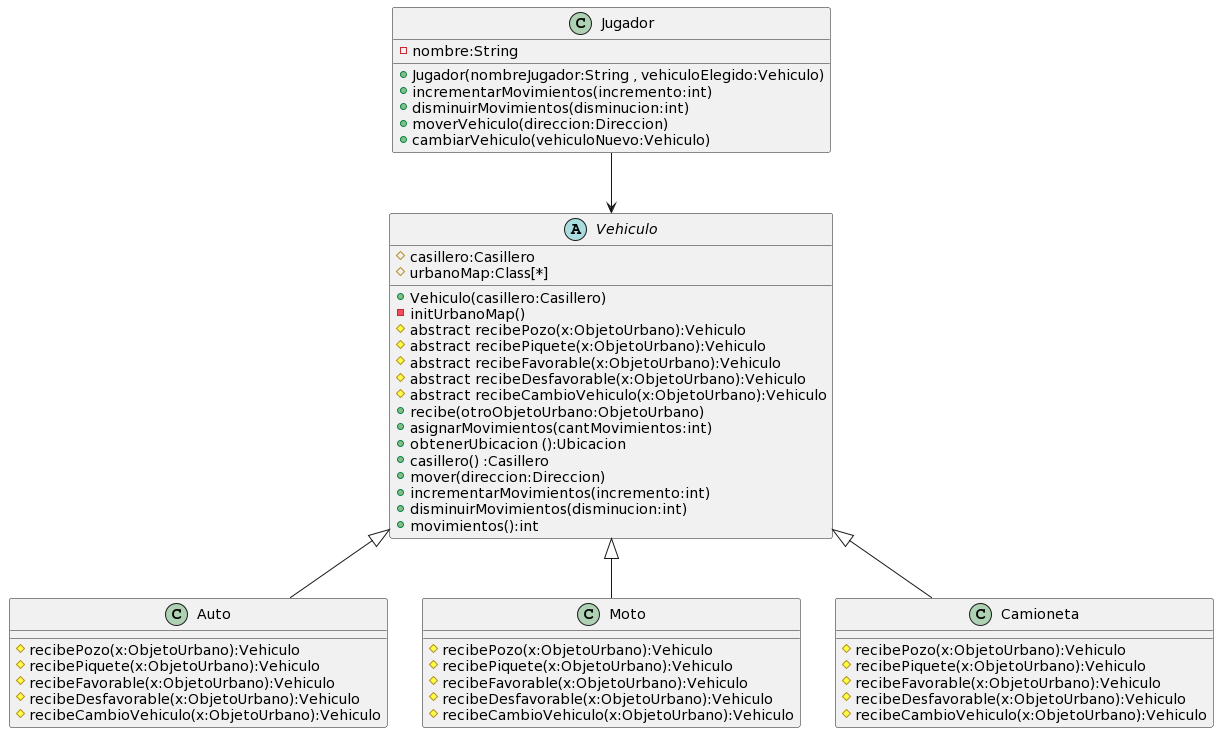 C Jugador
nombre:String
Jugador(nombreJugador:String , vehiculoElegido:Vehiculo)
incrementarMovimientos(incremento:int)
disminuirMovimientos(disminucion:int)
moverVehiculo(direccion:Direccion)
cambiarVehiculo(vehiculoNuevo:Vehiculo)
A Vehiculo
casillero:Casillero
urbanoMap:Class[*]
Vehiculo(casillero:Casillero)
initUrbanoMap()
abstract recibePozo(x:ObjetoUrbano):Vehiculo
abstract recibePiquete(x:ObjetoUrbano):Vehiculo
abstract recibeFavorable(x:ObjetoUrbano):Vehiculo
abstract recibeDesfavorable(x:ObjetoUrbano):Vehiculo
abstract recibeCambioVehiculo(x:ObjetoUrbano):Vehiculo
recibe(otroObjetoUrbano:ObjetoUrbano)
asignarMovimientos(cantMovimientos:int)
obtenerUbicacion ():Ubicacion
casillero() :Casillero
mover(direccion:Direccion)
incrementarMovimientos(incremento:int)
disminuirMovimientos(disminucion:int)
movimientos():int
C Auto
recibePozo(x:ObjetoUrbano):Vehiculo
recibePiquete(x:ObjetoUrbano):Vehiculo
recibeFavorable(x:ObjetoUrbano):Vehiculo
recibeDesfavorable(x:ObjetoUrbano):Vehiculo
recibeCambioVehiculo(x:ObjetoUrbano):Vehiculo
C Moto
recibePozo(x:ObjetoUrbano):Vehiculo
recibePiquete(x:ObjetoUrbano):Vehiculo
recibeFavorable(x:ObjetoUrbano):Vehiculo
recibeDesfavorable(x:ObjetoUrbano):Vehiculo
recibeCambioVehiculo(x:ObjetoUrbano):Vehiculo
C Camioneta
recibePozo(x:ObjetoUrbano):Vehiculo
recibePiquete(x:ObjetoUrbano):Vehiculo
recibeFavorable(x:ObjetoUrbano):Vehiculo
recibeDesfavorable(x:ObjetoUrbano):Vehiculo
recibeCambioVehiculo(x:ObjetoUrbano):Vehiculo